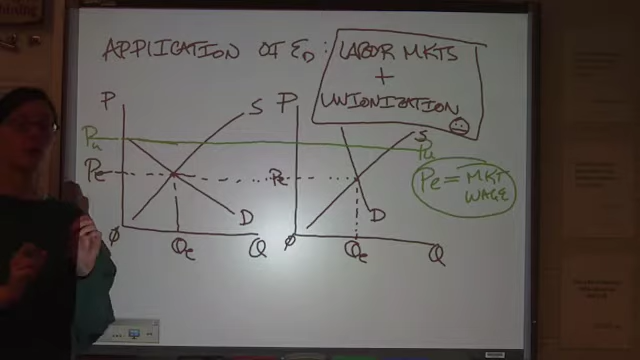 APPLICATION OF ED: LABOR MKTS
+
UNIONIZATION
P
S
Pu
Pe
D
Ø
Qe
Q
P
S
Pu
Pe
D
Ø
Qe
Q
Pe = MKT
WAGE